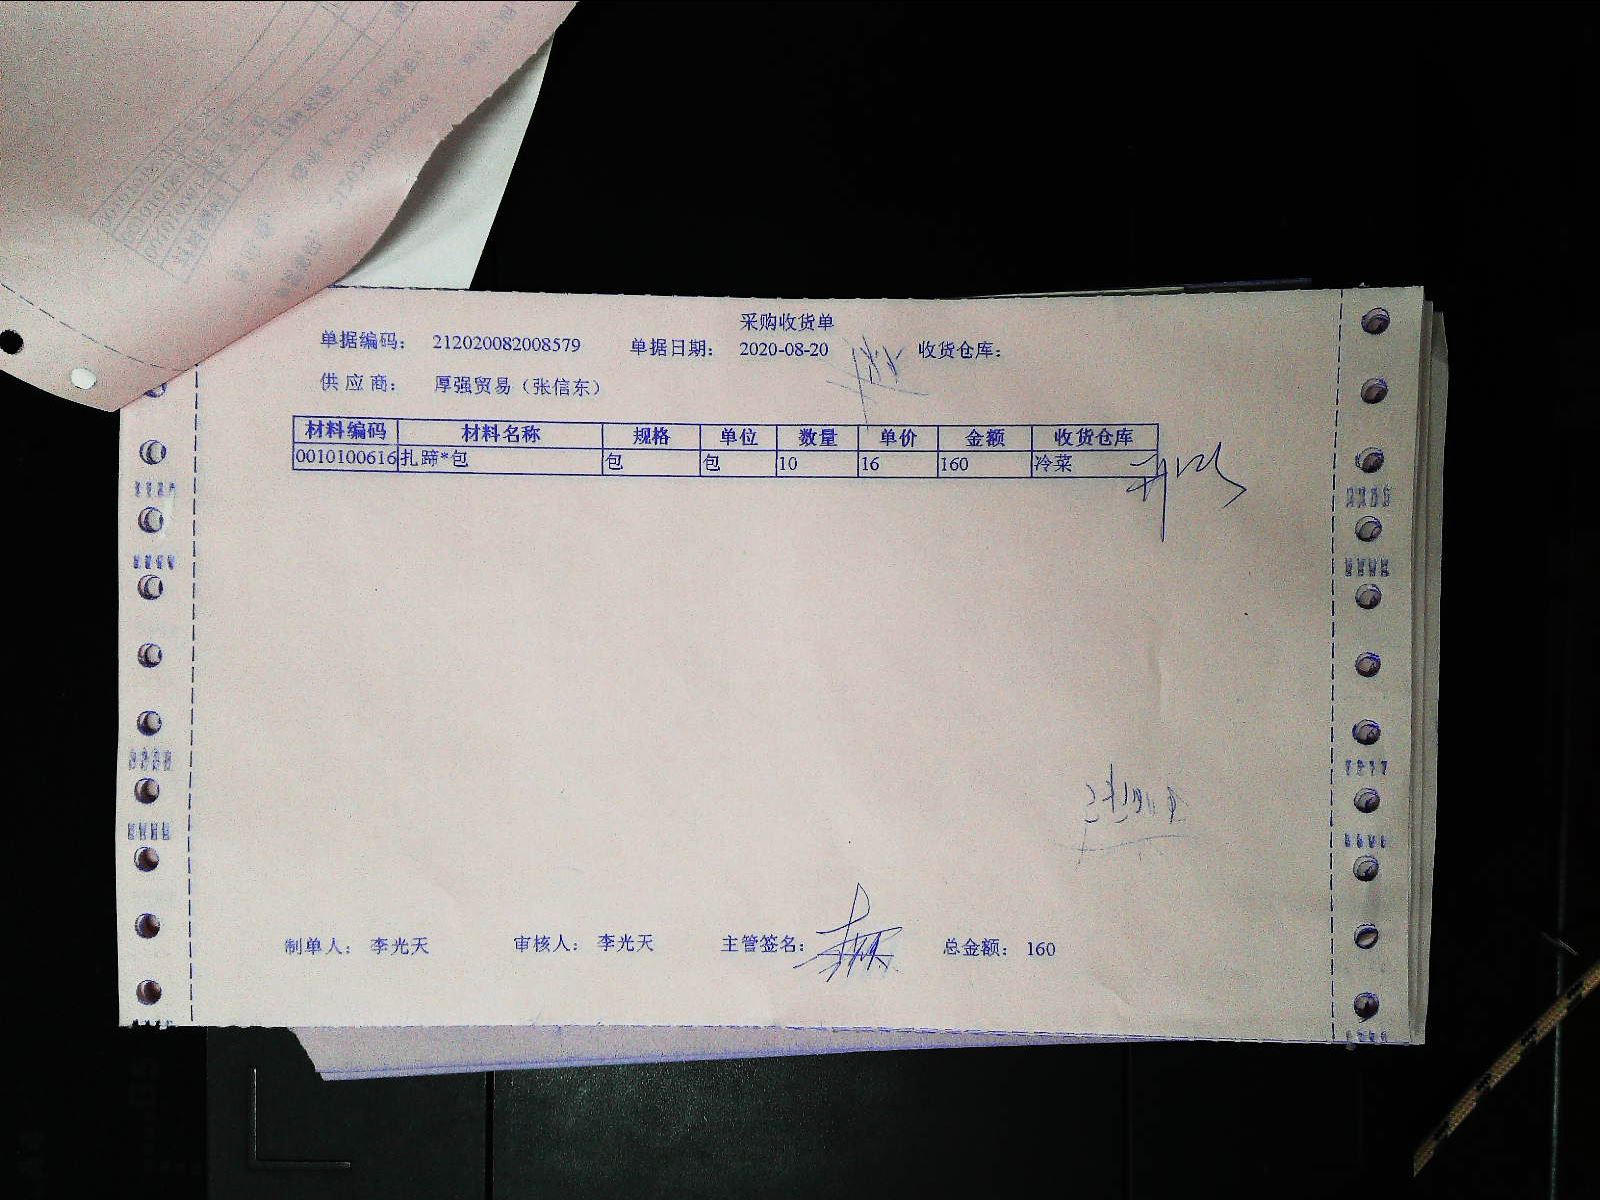 采购收货单
单据编码： 212020082008579 单据日期： 2020-08-20 收货仓库：
供应商： 厚强贸易（张信东）
材料编码 材料名称 规格 单位 数量 单价 金额 收货仓库
0010100616 扎蹄*包 包 包 10 16 160 冷菜
制单人： 李光天 审核人： 李光天 主管签名： 总金额： 160